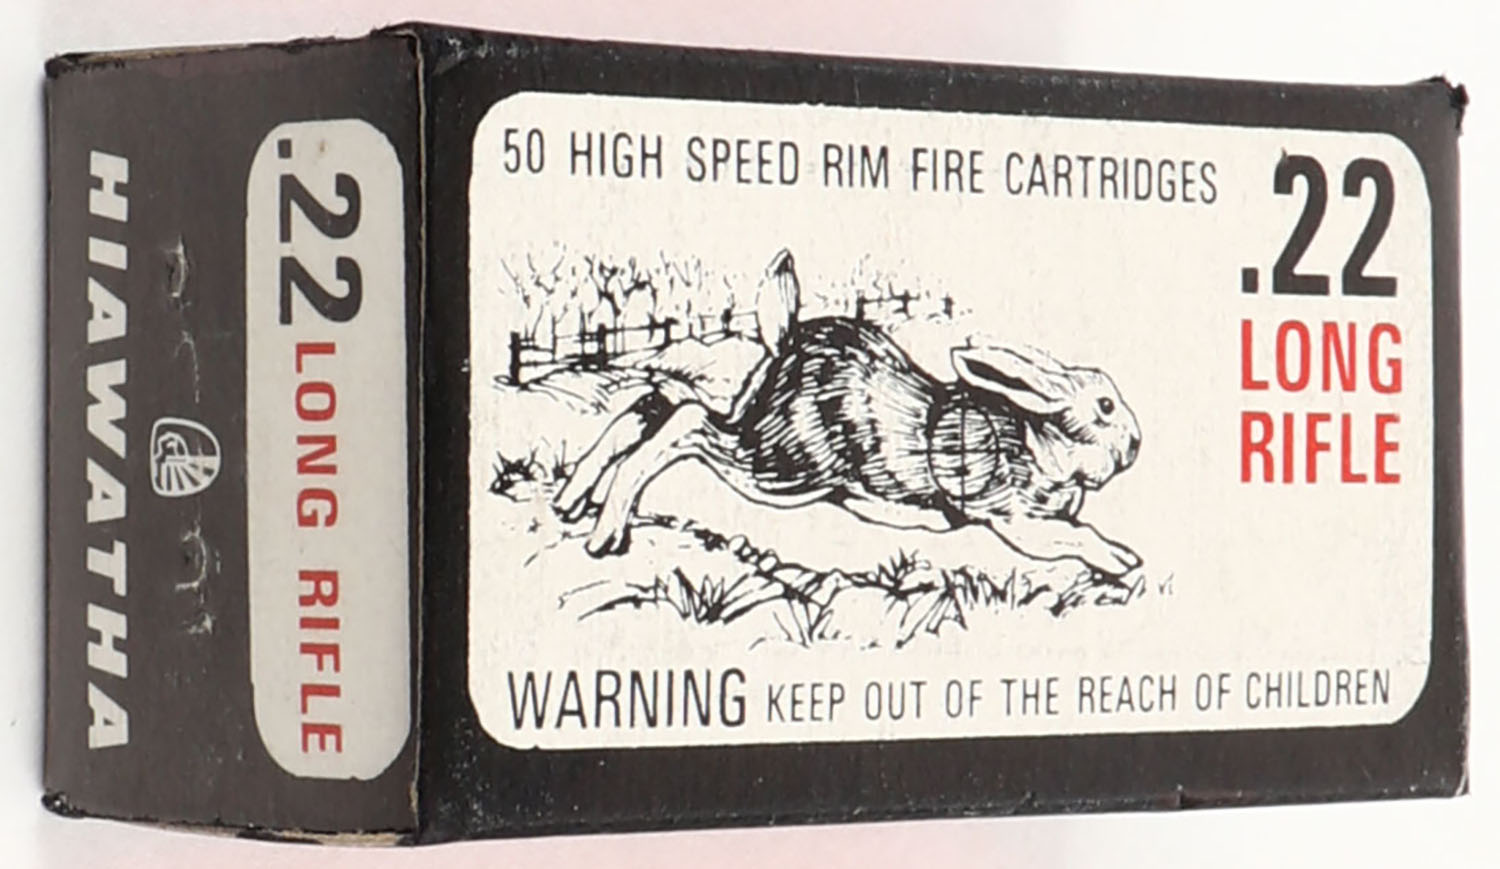 50 HIGH SPEED RIM FIRE CARTRIDGES
.22
LONG
RIFLE
WARNING KEEP OUT OF THE REACH OF CHILDREN
.22 LONG RIFLE
HIAWATHA